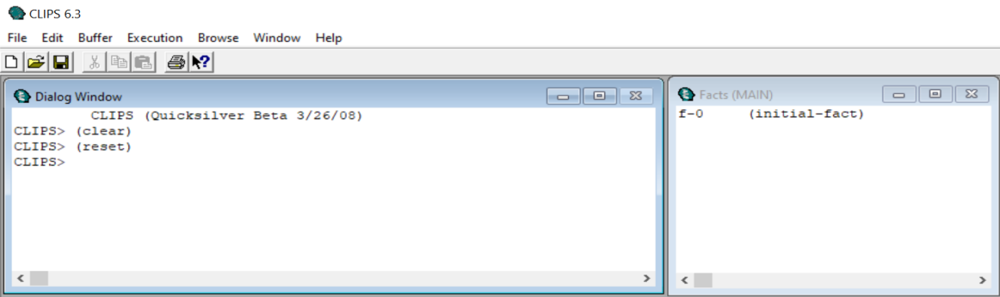 CLIPS 6.3
File Edit Buffer Execution Browse Window Help
Dialog Window
CLIPS (Quicksilver Beta 3/26/08)
CLIPS> (clear)
CLIPS> (reset)
CLIPS>
Facts (MAIN)
f-0 (initial-fact)